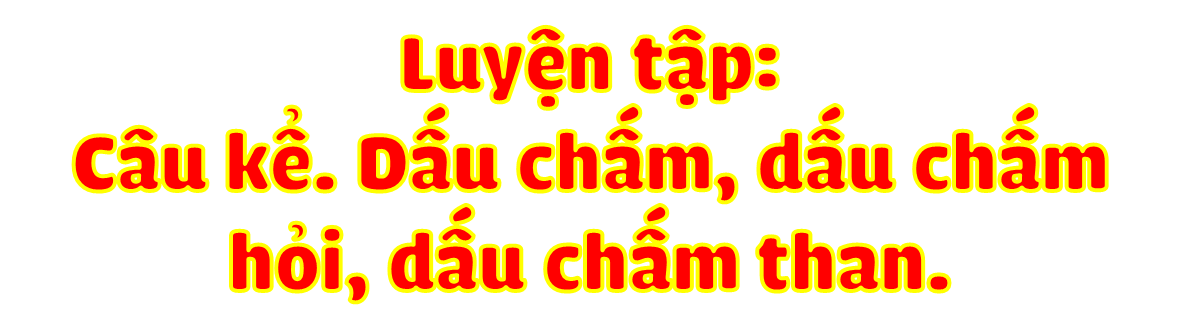 Luyện tập:
Câu kể. Dấu chấm, dấu chấm
hỏi, dấu chấm than.